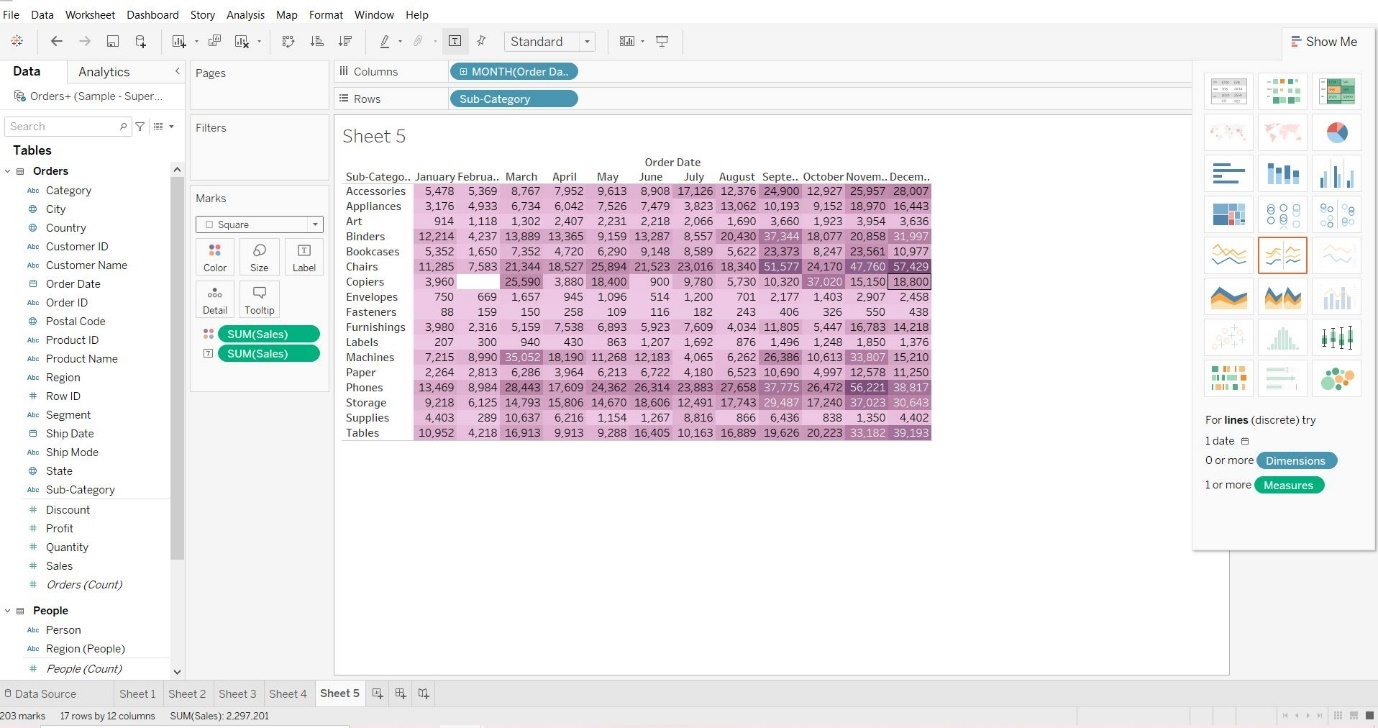 File Data Worksheet Dashboard Story Analysis Map Format Window Help
Standard
Show Me
Data Analytics
Orders+ (Sample - Super...
Search
Tables
Orders
Abc Category
City
Country
Abc Customer ID
Abc Customer Name
Order Date
Abc Order ID
Postal Code
Abc Product ID
Abc Product Name
Abc Region
# Row ID
Abc Segment
Ship Date
Abc Ship Mode
State
Abc Sub-Category
# Discount
# Profit
# Quantity
# Sales
# Orders (Count)
People
Abc Person
Abc Region (People)
# People (Count)
Pages
Filters
Marks
Square
Color Size Label
Detail Tooltip
SUM(Sales)
SUM(Sales)
Columns MONTH(Order Da..
Rows Sub-Category
Sheet 5
Order Date
Sub-Catego.. January Februa.. March April May June July August Septe.. October Novem.. Decem..
Accessories 5,478 5,369 8,767 7,952 9,613 8,908 17,126 12,376 24,900 12,927 25,957 28,007
Appliances 3,176 4,933 6,734 6,042 7,526 7,479 3,823 13,062 10,193 9,152 18,970 16,443
Art 914 1,118 1,302 2,407 2,231 2,218 2,066 1,690 3,660 1,923 3,954 3,636
Binders 12,214 4,237 13,889 13,365 9,159 13,287 8,557 20,430 37,344 18,077 20,858 31,997
Bookcases 5,352 1,650 7,352 4,720 6,290 9,148 8,589 5,622 23,373 8,247 23,561 10,977
Chairs 11,285 7,583 21,344 18,527 25,894 21,523 23,016 18,340 51,577 24,170 47,760 57,429
Copiers 3,960 25,590 3,880 18,400 900 9,780 5,730 10,320 37,020 15,150 18,800
Envelopes 750 669 1,657 945 1,096 514 1,200 701 2,177 1,403 2,907 2,458
Fasteners 88 159 150 258 109 116 182 243 406 326 550 438
Furnishings 3,980 2,316 5,159 7,538 6,893 5,923 7,609 4,034 11,805 5,447 16,783 14,218
Labels 207 300 940 430 863 1,207 1,692 876 1,496 1,248 1,850 1,376
Machines 7,215 8,990 35,052 18,190 11,268 12,183 4,065 6,262 26,386 10,613 33,807 15,210
Paper 2,264 2,813 6,286 3,964 6,213 6,722 4,180 6,523 10,690 4,997 12,578 11,250
Phones 13,469 8,984 28,443 17,609 24,362 26,314 23,883 27,658 37,775 26,472 56,221 38,817
Storage 9,218 6,125 14,793 15,806 14,670 18,606 12,491 17,743 29,487 17,240 37,023 30,643
Supplies 4,403 289 10,637 6,216 1,154 1,267 8,816 866 6,436 838 1,350 4,402
Tables 10,952 4,218 16,913 9,913 9,288 16,405 10,163 16,889 19,626 20,223 33,182 39,193
For lines (discrete) try
1 date
0 or more Dimensions
1 or more Measures
Data Source Sheet 1 Sheet 2 Sheet 3 Sheet 4 Sheet 5
203 marks 17 rows by 12 columns SUM(Sales): 2,297,201